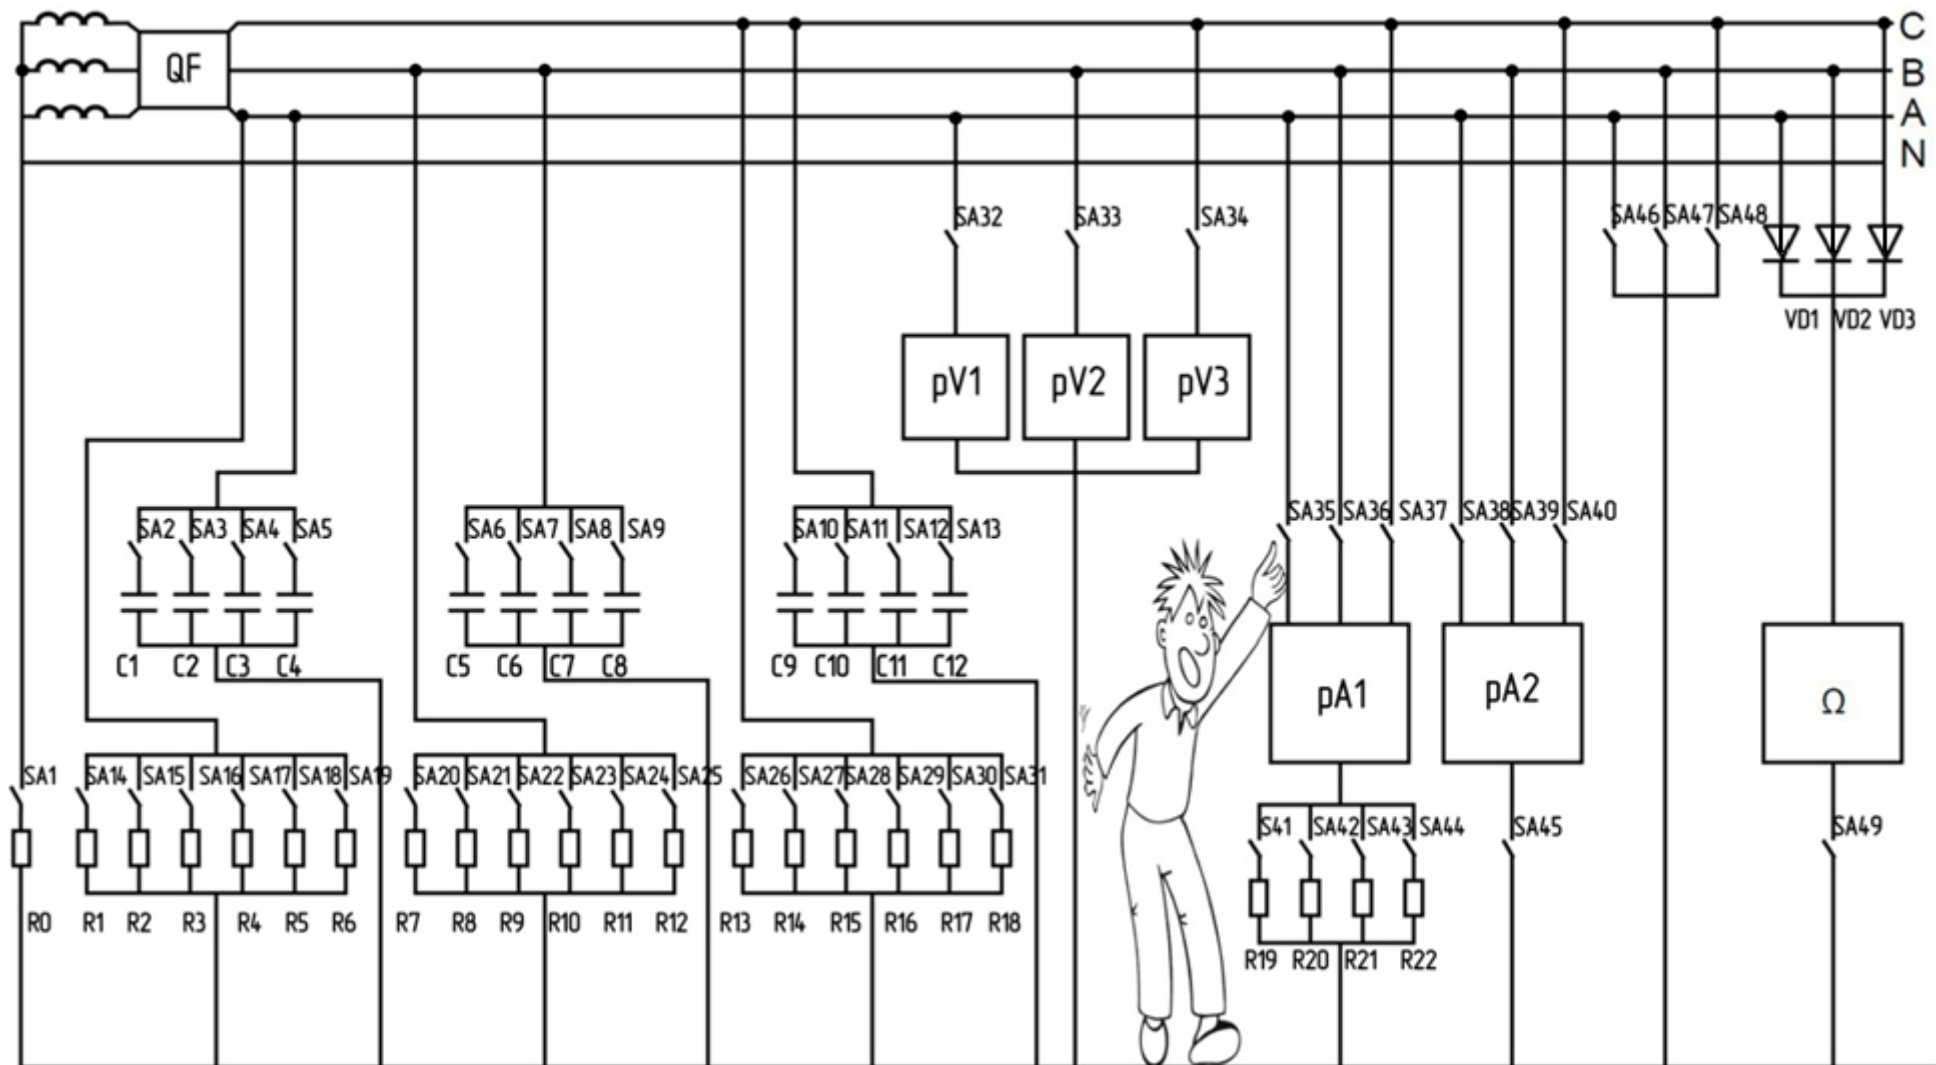 C
QF
B
A
N
SA32 SA33 SA34 SA46 SA47 SA48
VD1 VD2 VD3
pV1 pV2 pV3
SA2 SA3 SA4 SA5 SA6 SA7 SA8 SA9 SA10 SA11 SA12 SA13 SA35 SA36 SA37 SA38 SA39 SA40
C1 C2 C3 C4 C5 C6 C7 C8 C9 C10 C11 C12
pA1 pA2 Ω
SA1 SA14 SA15 SA16 SA17 SA18 SA19 SA20 SA21 SA22 SA23 SA24 SA25 SA26 SA27 SA28 SA29 SA30 SA31
S41 SA42 SA43 SA44 SA45 SA49
R0 R1 R2 R3 R4 R5 R6 R7 R8 R9 R10 R11 R12 R13 R14 R15 R16 R17 R18
R19 R20 R21 R22